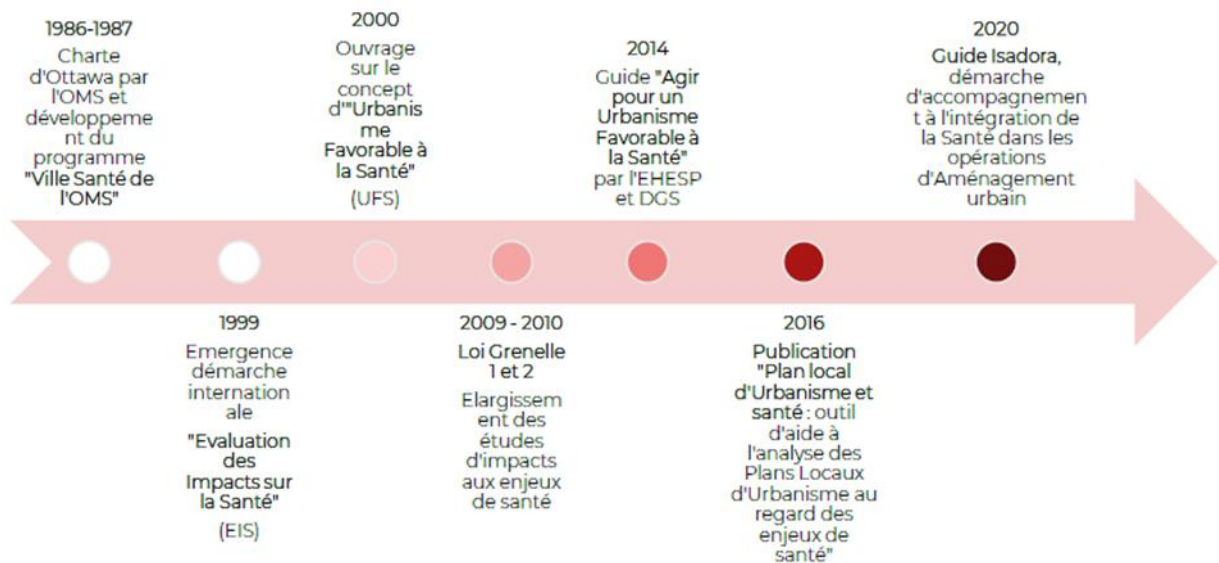 1986-1987
Charte
d'Ottawa par
l'OMS et
développeme
nt du
programme
"Ville Santé de
l'OMS"
1999
Emergence
démarche
internation
ale
"Evaluation
des
Impacts sur
la Santé"
(EIS)
2000
Ouvrage
sur le
concept
d'"Urbanis
me
Favorable à
la Santé"
(UFS)
2009 - 2010
Loi Grenelle
1 et 2
Elargissem
ent des
études
d'impacts
aux enjeux
de santé
2014
Guide "Agir
pour un
Urbanisme
Favorable à
la Santé"
par l'EHESP
et DGS
2016
Publication
"Plan local
d'Urbanisme et
santé : outil
d'aide à
l'analyse des
Plans Locaux
d'Urbanisme au
regard des
enjeux de
santé"
2020
Guide Isadora,
démarche
d'accompagnemen
t à l'intégration de
la Santé dans les
opérations
d'Aménagement
urbain